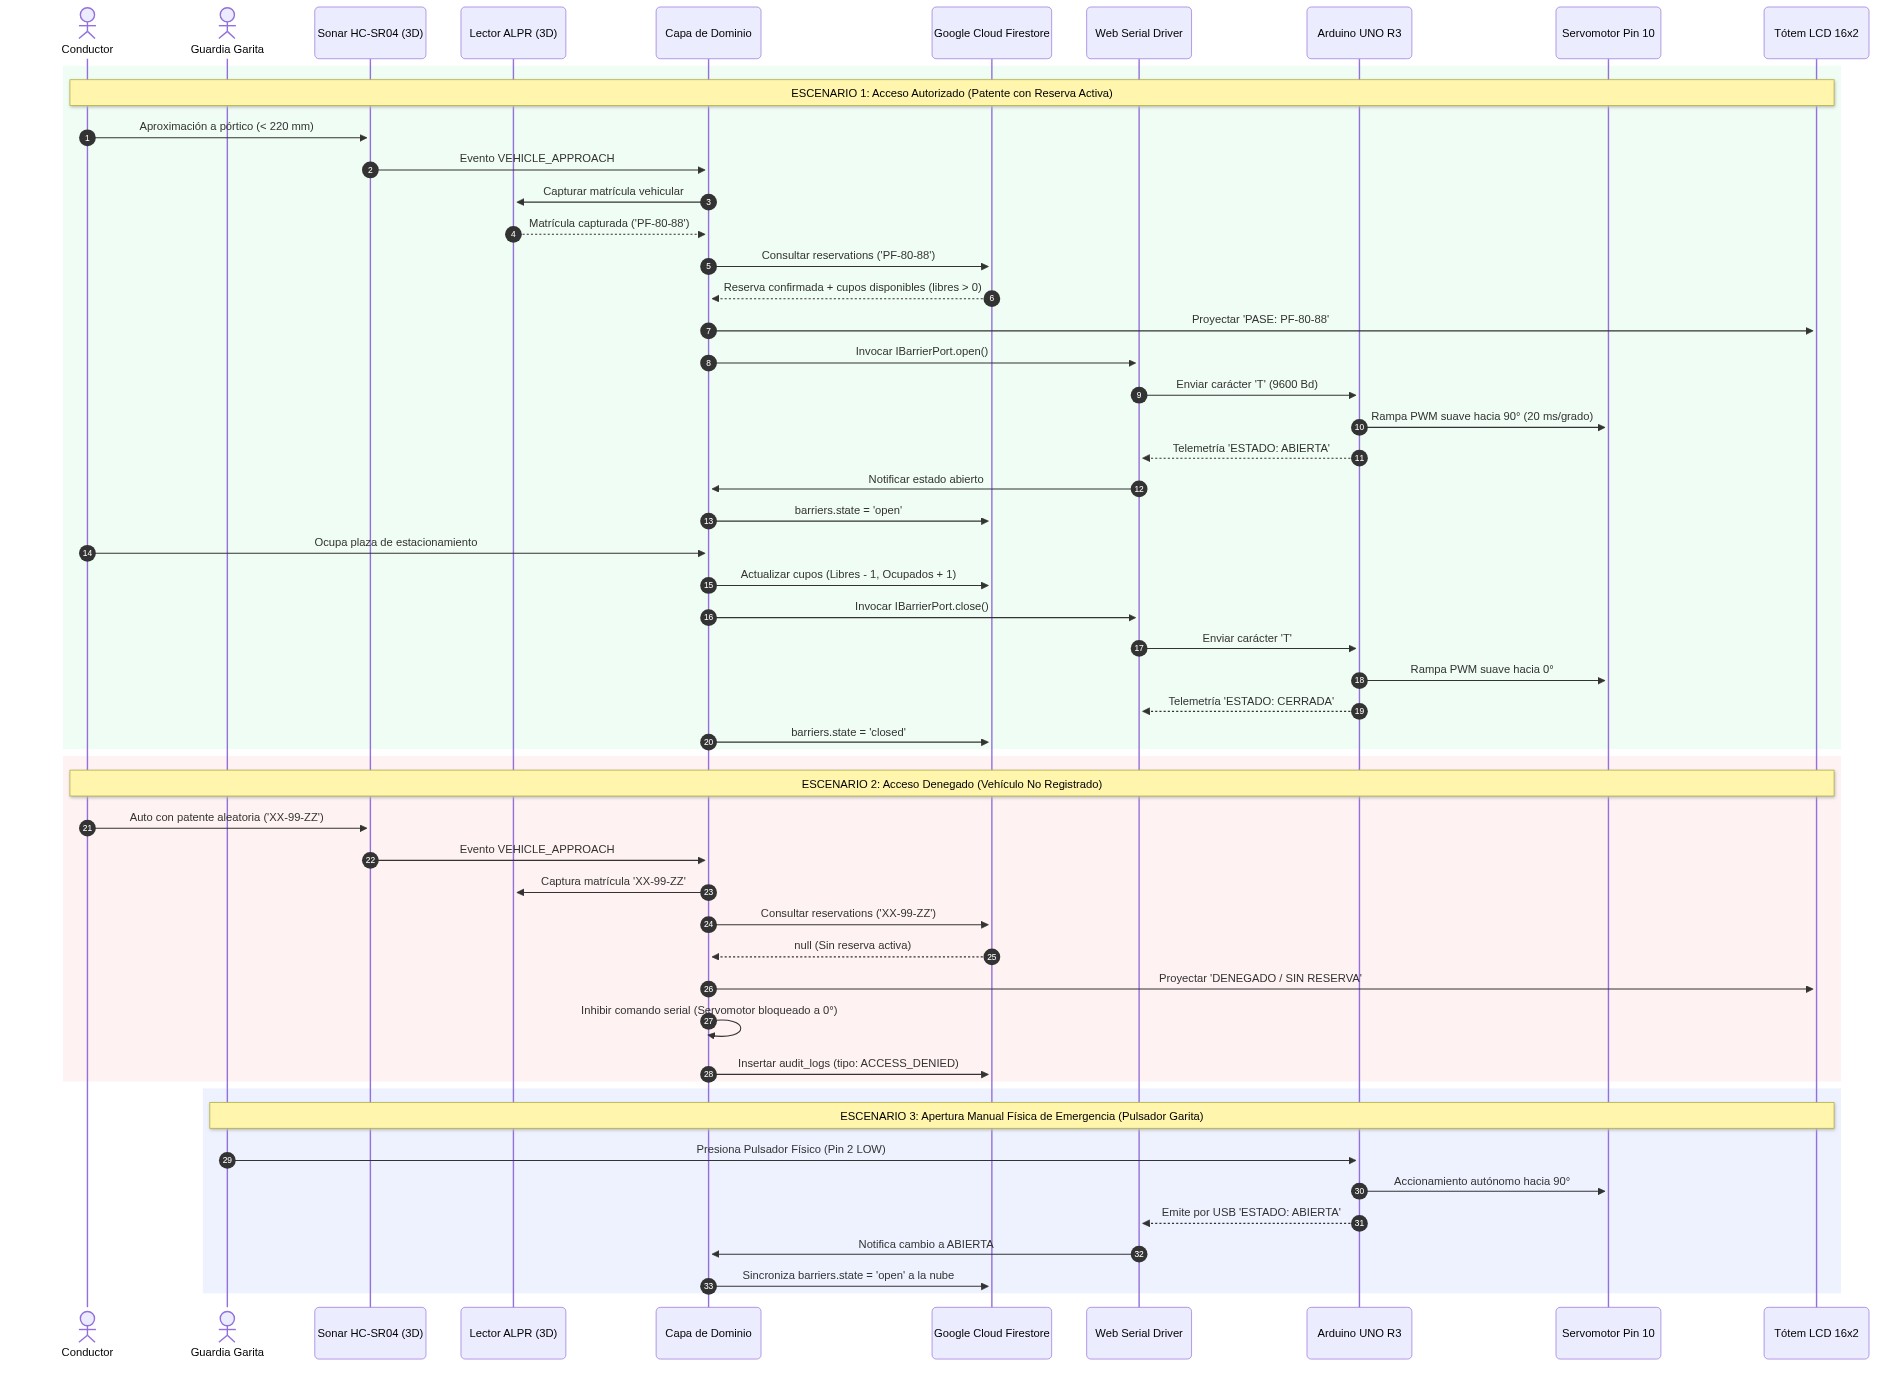 Conductor
Guardia Garita
Sonar HC-SR04 (3D)
Lector ALPR (3D)
Capa de Dominio
Google Cloud Firestore
Web Serial Driver
Arduino UNO R3
Servomotor Pin 10
Tótem LCD 16x2
ESCENARIO 1: Acceso Autorizado (Patente con Reserva Activa)
Aproximación a pórtico (< 220 mm)
1
Evento VEHICLE_APPROACH
2
Capturar matrícula vehicular
3
Matrícula capturada ('PF-80-88')
4
Consultar reservations ('PF-80-88')
5
Reserva confirmada + cupos disponibles (libres > 0)
6
Proyectar 'PASE: PF-80-88'
7
Invocar IBarrierPort.open()
8
Enviar carácter 'T' (9600 Bd)
9
Rampa PWM suave hacia 90° (20 ms/grado)
10
Telemetría 'ESTADO: ABIERTA'
11
Notificar estado abierto
12
barriers.state = 'open'
13
Ocupa plaza de estacionamiento
14
Actualizar cupos (Libres - 1, Ocupados + 1)
15
Invocar IBarrierPort.close()
16
Enviar carácter 'T'
17
Rampa PWM suave hacia 0°
18
Telemetría 'ESTADO: CERRADA'
19
barriers.state = 'closed'
20
ESCENARIO 2: Acceso Denegado (Vehículo No Registrado)
Auto con patente aleatoria ('XX-99-ZZ')
21
Evento VEHICLE_APPROACH
22
Captura matrícula 'XX-99-ZZ'
23
Consultar reservations ('XX-99-ZZ')
24
null (Sin reserva activa)
25
Proyectar 'DENEGADO / SIN RESERVA'
26
Inhibir comando serial (Servomotor bloqueado a 0°)
27
Insertar audit_logs (tipo: ACCESS_DENIED)
28
ESCENARIO 3: Apertura Manual Física de Emergencia (Pulsador Garita)
Presiona Pulsador Físico (Pin 2 LOW)
29
Accionamiento autónomo hacia 90°
30
Emite por USB 'ESTADO: ABIERTA'
31
Notifica cambio a ABIERTA
32
Sincroniza barriers.state = 'open' a la nube
33
Conductor
Guardia Garita
Sonar HC-SR04 (3D)
Lector ALPR (3D)
Capa de Dominio
Google Cloud Firestore
Web Serial Driver
Arduino UNO R3
Servomotor Pin 10
Tótem LCD 16x2